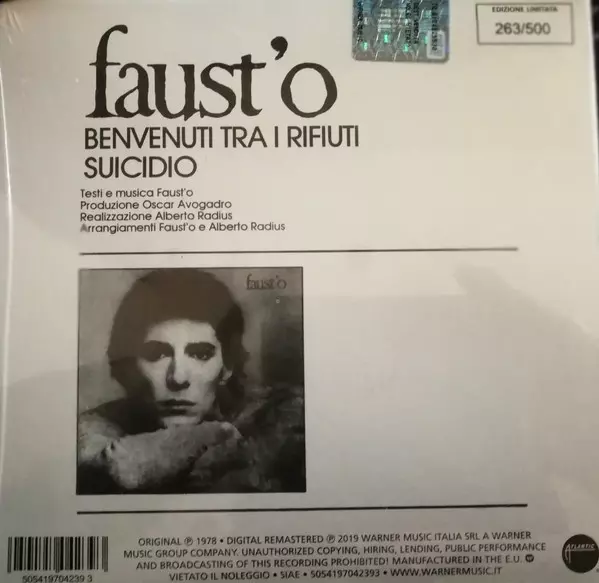 EDIZIONE LIMITATA
263/500
faust'o
BENVENUTI TRA I RIFIUTI
SUICIDIO
Testi e musica Faust'o
Produzione Oscar Avogadro
Realizzazione Alberto Radius
Arrangiamenti Faust'o e Alberto Radius
faust'o
ORIGINAL ℗ 1978 • DIGITAL REMASTERED ℗ 2019 WARNER MUSIC ITALIA SRL A WARNER
MUSIC GROUP COMPANY. UNAUTHORIZED COPYING, HIRING, LENDING, PUBLIC PERFORMANCE
AND BROADCASTING OF THIS RECORDING PROHIBITED! MANUFACTURED IN THE E.U.
VIETATO IL NOLEGGIO • SIAE • 5054197042393 • WWW.WARNERMUSIC.IT
505419704239 3
ATLANTIC